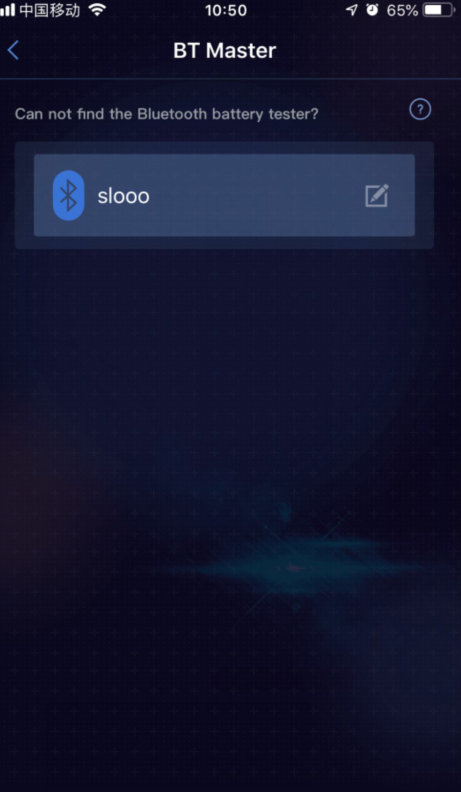 中国移动 10:50 65%
BT Master
Can not find the Bluetooth battery tester? ?
slooo